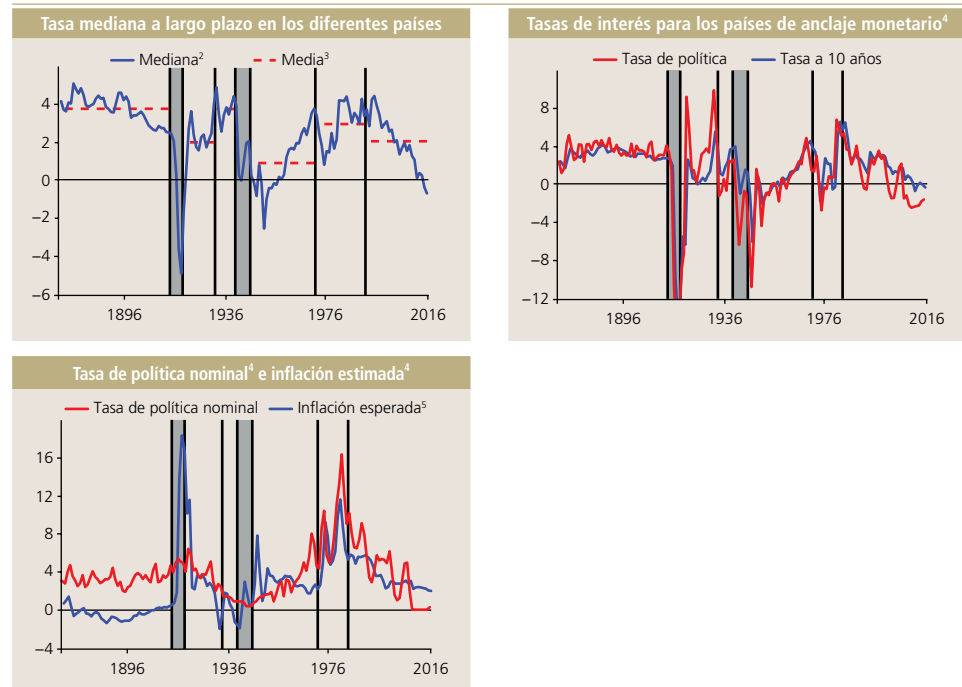 Tasa mediana a largo plazo en los diferentes países
Mediana² Media³
4
2
0
−2
−4
−6
1896 1936 1976 2016
Tasas de interés para los países de anclaje monetario⁴
Tasa de política Tasa a 10 años
8
4
0
−4
−8
−12
1896 1936 1976 2016
Tasa de política nominal⁴ e inflación estimada⁴
Tasa de política nominal Inflación esperada⁵
16
12
8
4
0
−4
1896 1936 1976 2016